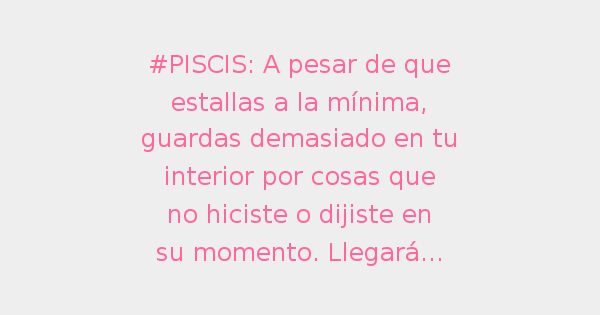 #PISCIS: A pesar de que
estallas a la mínima,
guardas demasiado en tu
interior por cosas que
no hiciste o dijiste en
su momento. Llegará...